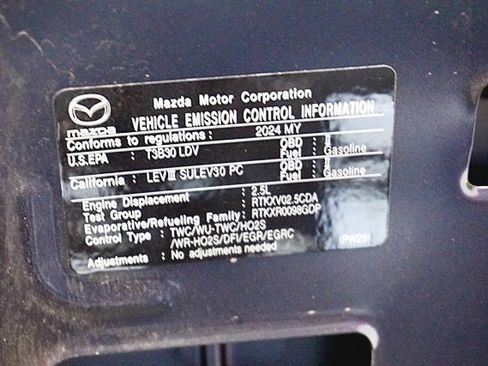 Mazda Motor Corporation
mazda
VEHICLE EMISSION CONTROL INFORMATION
Conforms to regulations: 2024 MY
U.S.EPA : T3B30 LDV OBD : II
Fuel : Gasoline
California : LEVIII SULEV30 PC OBD : II
Fuel : Gasoline
Engine Displacement : 2.5L
Test Group : RTKXV02.5CDA
Evaporative/Refueling Family: RTKXR0098GDP
Control Type : TWC/WU-TWC/HO2S
/WR-HO2S/DFI/EGR/EGRC
Adjustments : No adjustments needed
(PW29)